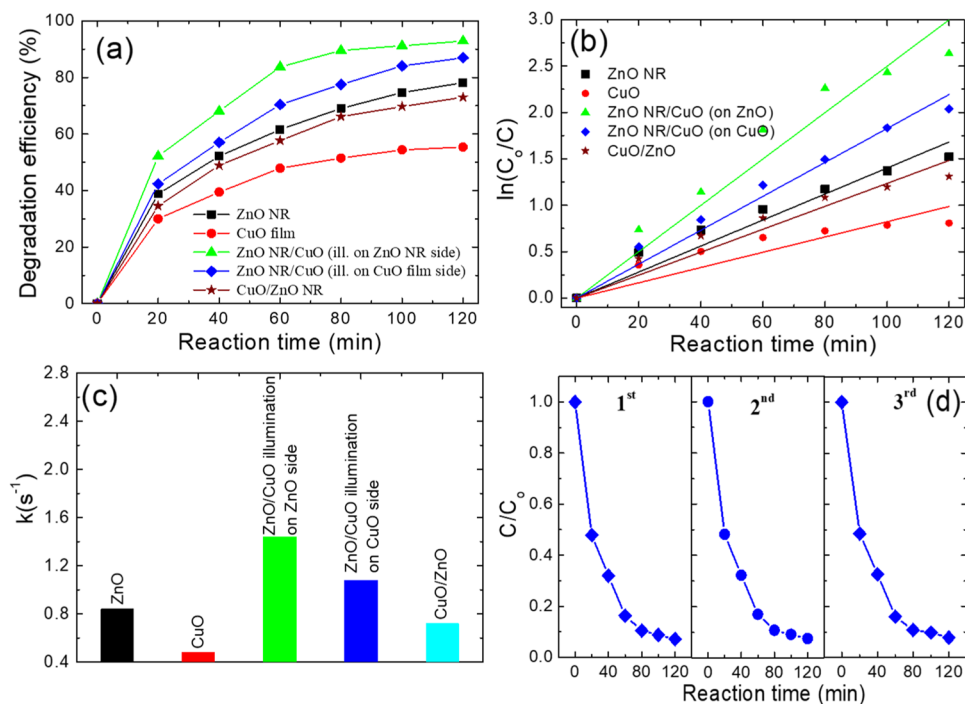 (a)
Degradation efficiency (%)
100
80
60
40
20
0
ZnO NR
CuO film
ZnO NR/CuO (ill. on ZnO NR side)
ZnO NR/CuO (ill. on CuO film side)
CuO/ZnO NR
0 20 40 60 80 100 120
Reaction time (min)
(b)
ln(Co/C)
3.0
2.5
2.0
1.5
1.0
0.5
0.0
ZnO NR
CuO
ZnO NR/CuO (on ZnO)
ZnO NR/CuO (on CuO)
CuO/ZnO
0 20 40 60 80 100 120
Reaction time (min)
(c)
k(s-1)
2.8
2.4
2.0
1.6
1.2
0.8
0.4
ZnO
CuO
ZnO/CuO illumination
on ZnO side
ZnO/CuO illumination
on CuO side
CuO/ZnO
1st 2nd 3rd (d)
C/Co
1.0
0.8
0.6
0.4
0.2
0.0
0 40 80 120 0 40 80 120 0 40 80 120
Reaction time (min)